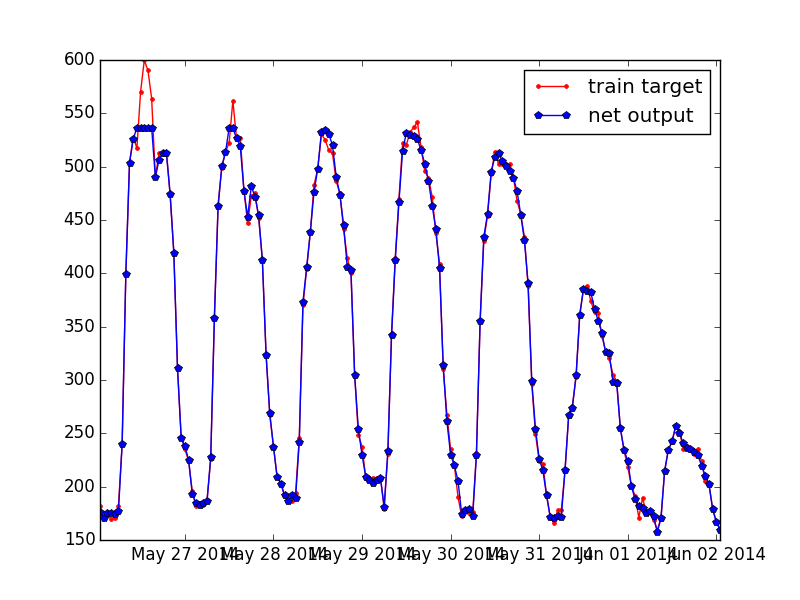 600
550
500
450
400
350
300
250
200
150
train target
net output
May 27 2014
May 28 2014
May 29 2014
May 30 2014
May 31 2014
Jun 01 2014
Jun 02 2014